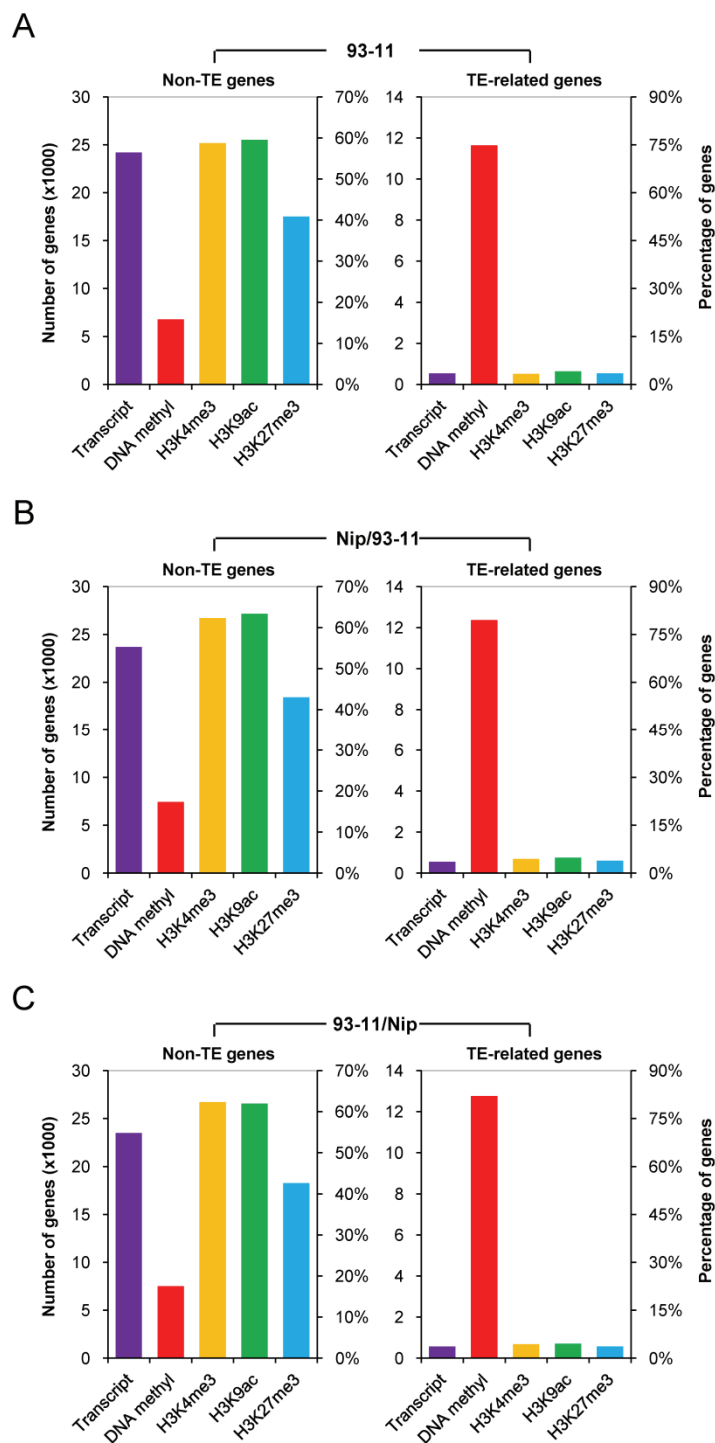 A
93-11
Non-TE genes
TE-related genes
Number of genes (x1000)
30
25
20
15
10
5
0
70%
60%
50%
40%
30%
20%
10%
0%
14
12
10
8
6
4
2
0
90%
75%
60%
45%
30%
15%
0%
Percentage of genes
Transcript
DNA methyl
H3K4me3
H3K9ac
H3K27me3
Transcript
DNA methyl
H3K4me3
H3K9ac
H3K27me3
B
Nip/93-11
Non-TE genes
TE-related genes
Number of genes (x1000)
30
25
20
15
10
5
0
70%
60%
50%
40%
30%
20%
10%
0%
14
12
10
8
6
4
2
0
90%
75%
60%
45%
30%
15%
0%
Percentage of genes
Transcript
DNA methyl
H3K4me3
H3K9ac
H3K27me3
Transcript
DNA methyl
H3K4me3
H3K9ac
H3K27me3
C
93-11/Nip
Non-TE genes
TE-related genes
Number of genes (x1000)
30
25
20
15
10
5
0
70%
60%
50%
40%
30%
20%
10%
0%
14
12
10
8
6
4
2
0
90%
75%
60%
45%
30%
15%
0%
Percentage of genes
Transcript
DNA methyl
H3K4me3
H3K9ac
H3K27me3
Transcript
DNA methyl
H3K4me3
H3K9ac
H3K27me3